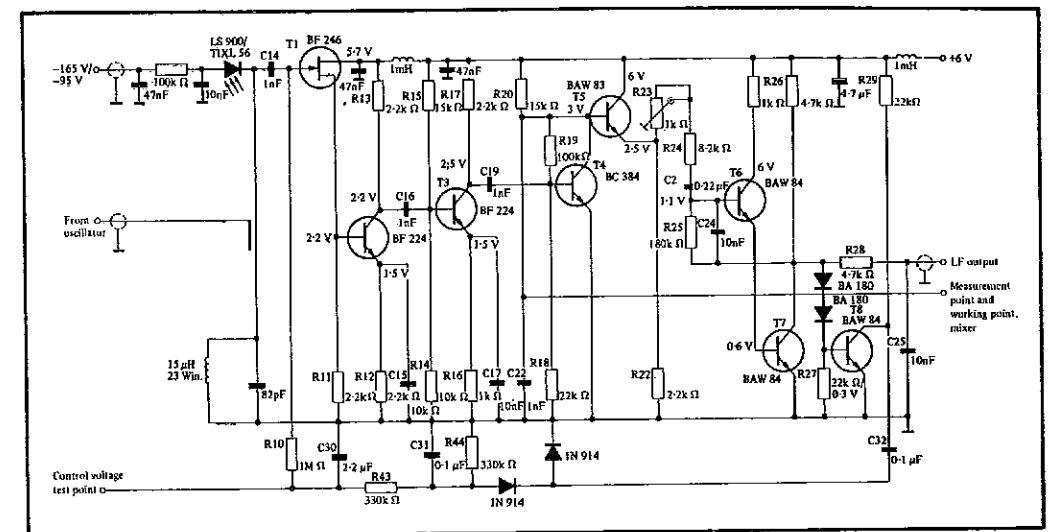 LS 900/
TIXL 56
C14
1nF
T1
BF 246
5·7 V
1mH
47nF
47nF
-165 V/
-95 V
47nF
100k Ω
10nF
R13
2·2k Ω
R15
15k Ω
R17
2·2k Ω
R20
15k Ω
BAW 83
T5
3 V
6 V
R23
1k Ω
2·5 V
R24
8·2k Ω
R26
1k Ω
4·7k Ω
4·7 µF
R29
22kΩ
1mH
+6 V
R19
100kΩ
T4
BC 384
C2
0·22µF
1·1 V
T6
6 V
BAW 84
R25
180k Ω
C24
10nF
2;5 V
T3
C19
1nF
2·2 V
C16
1nF
BF 224
2·2 V
BF 224
1·5 V
1·5 V
Front
oscillator
R28
4·7k Ω
LF output
BA 180
BA 180
T8
BAW 84
Measurement
point and
working point,
mixer
T7
0·6 V
BAW 84
R27
22k Ω/
0·3 V
C25
10nF
15 µH
23 Win.
82pF
R11
2·2kΩ
R12
2·2k Ω
C15
R14
10k Ω
R16
10k Ω
1k Ω
C17
C22
10nF
1nF
R18
22k Ω
R22
2·2k Ω
R10
1M Ω
C30
2·2 µF
C31
0·1 µF
R44
330k Ω
1N 914
C32
0·1 µF
Control voltage
test point
R43
330k Ω
1N 914